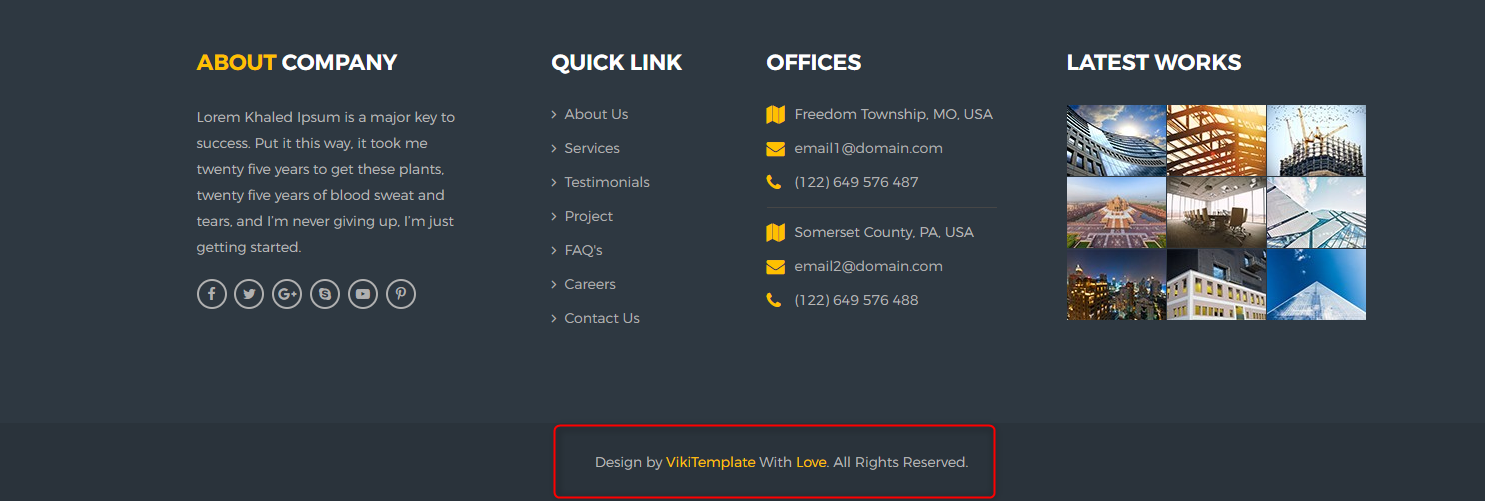 ABOUT COMPANY
Lorem Khaled Ipsum is a major key to
success. Put it this way, it took me
twenty five years to get these plants,
twenty five years of blood sweat and
tears, and I'm never giving up, I'm just
getting started.
QUICK LINK
About Us
Services
Testimonials
Project
FAQ's
Careers
Contact Us
OFFICES
Freedom Township, MO, USA
email1@domain.com
(122) 649 576 487
Somerset County, PA, USA
email2@domain.com
(122) 649 576 488
LATEST WORKS
Design by VikiTemplate With Love. All Rights Reserved.